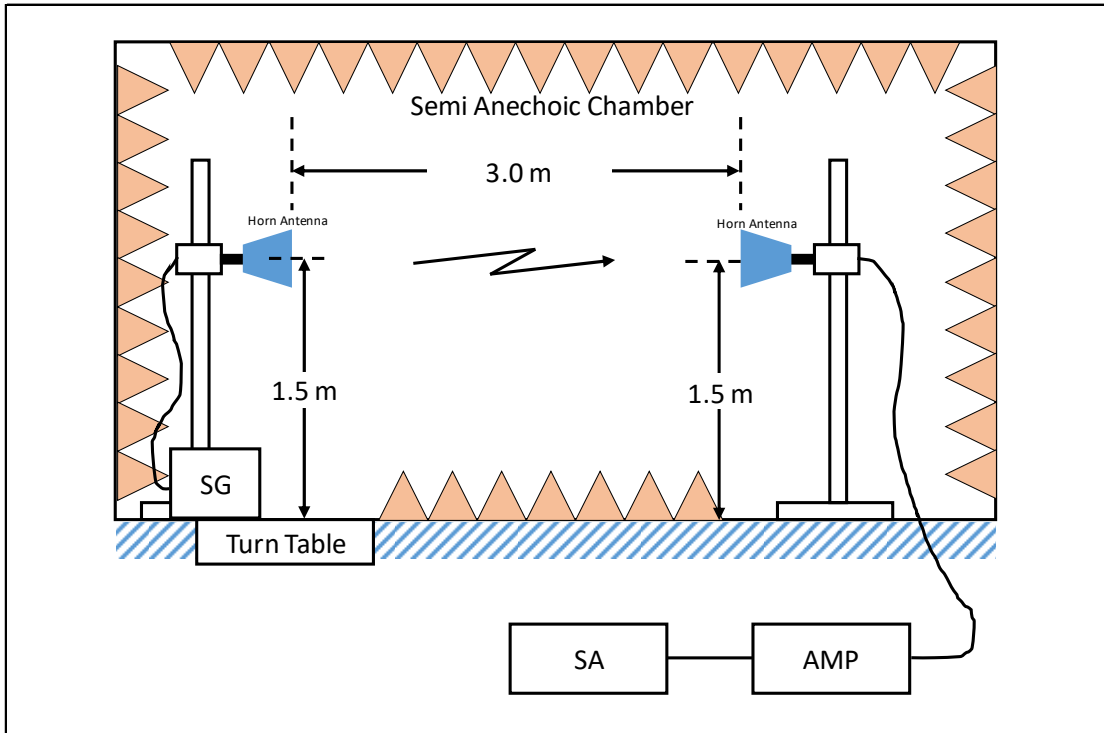 Semi Anechoic Chamber
3.0 m
Horn Antenna
Horn Antenna
1.5 m
1.5 m
SG
Turn Table
SA
AMP